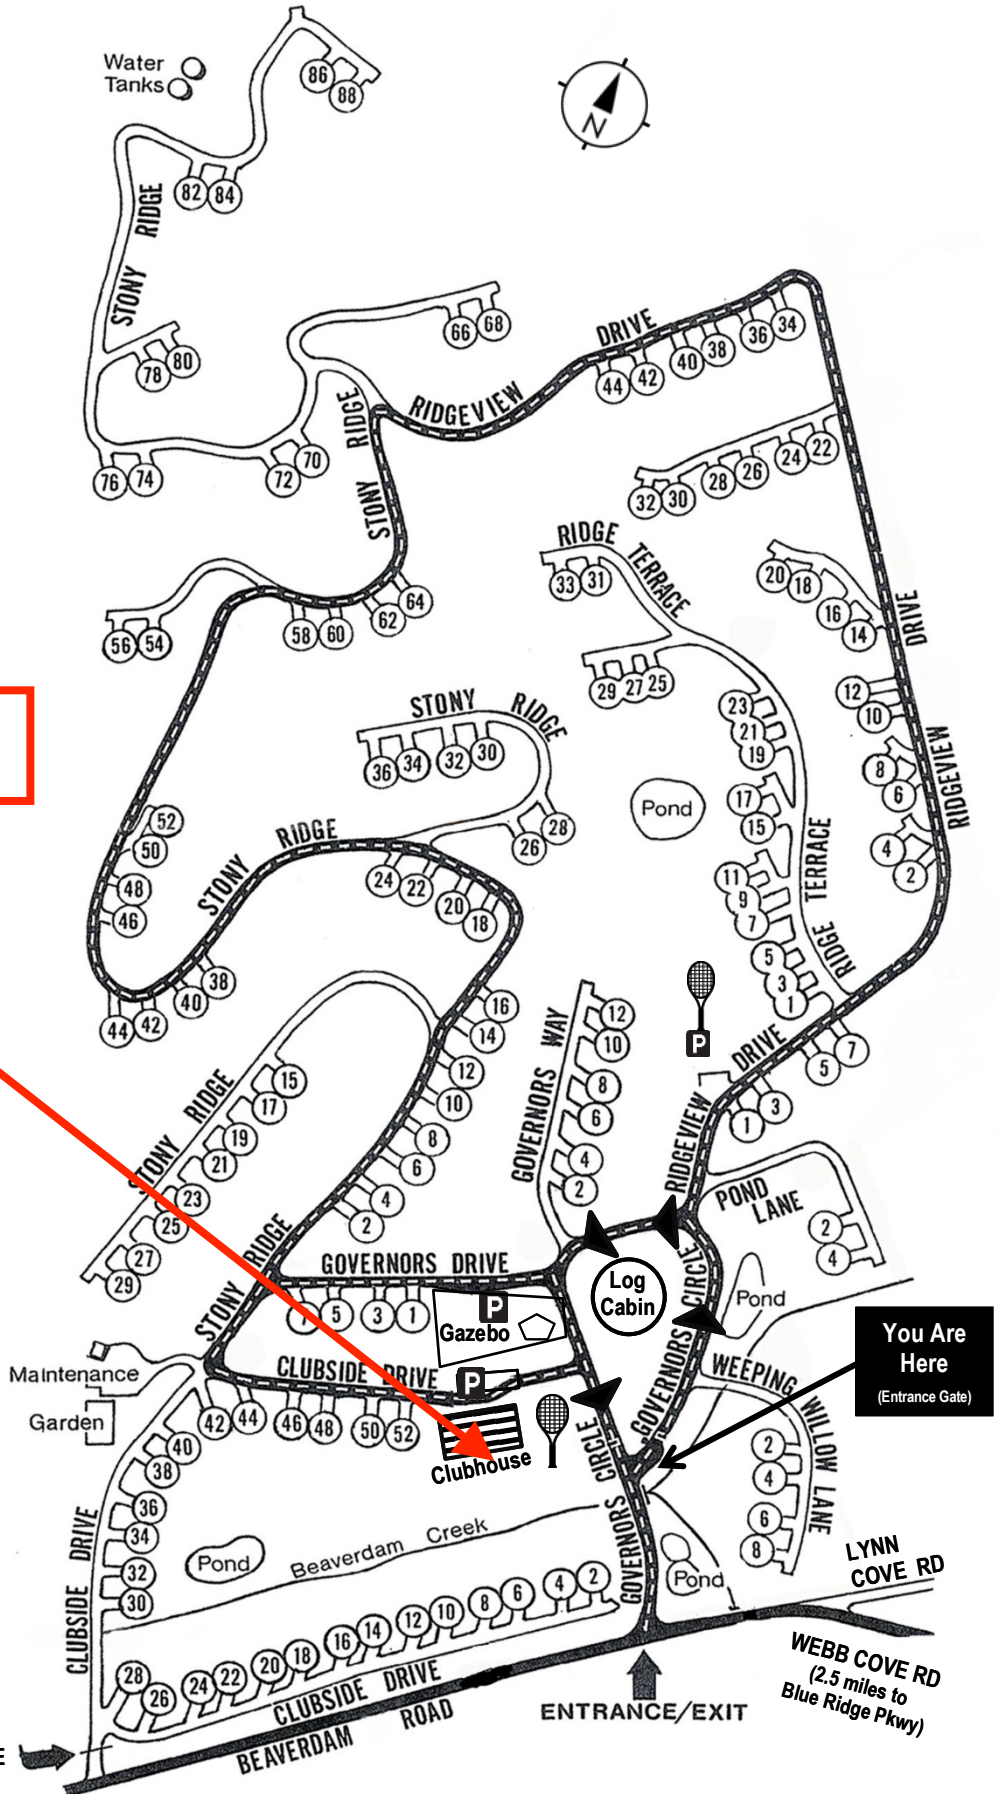 Water
Tanks
86
88
N
82
84
STONY RIDGE
66
68
DRIVE
34
36
38
40
42
44
78
80
RIDGEVIEW
STONY RIDGE
76
74
72
70
32
30
28
26
24
22
RIDGE TERRACE
33
31
20
18
16
14
DRIVE
64
62
60
58
56
54
29
27
25
23
21
19
12
10
8
6
4
2
RIDGEVIEW
STONY RIDGE
36
34
32
30
28
26
Pond
17
15
52
50
48
46
STONY RIDGE
24
22
20
18
11
9
7
5
3
1
RIDGE TERRACE
44
42
40
38
16
14
12
10
8
6
4
2
P
RIDGEVIEW DRIVE
7
5
3
1
GOVERNORS WAY
12
10
8
6
4
2
STONY RIDGE
15
17
19
21
23
25
27
29
POND
LANE
2
4
STONY RIDGE
GOVERNORS DRIVE
7
5
3
1
P
Gazebo
Log
Cabin
GOVERNORS CIRCLE
Pond
You Are
Here
(Entrance Gate)
Maintenance
Garden
CLUBSIDE DRIVE
P
42
44
46
48
50
52
Clubhouse
WEEPING WILLOW LANE
2
4
6
8
40
38
36
34
32
30
CLUBSIDE DRIVE
Pond
Beaverdam Creek
GOVERNORS CIRCLE
Pond
LYNN
COVE RD
28
26
24
22
20
18
16
14
12
10
8
6
4
2
CLUBSIDE DRIVE
BEAVERDAM ROAD
ENTRANCE/EXIT
WEBB COVE RD
(2.5 miles to
Blue Ridge Pkwy)
E